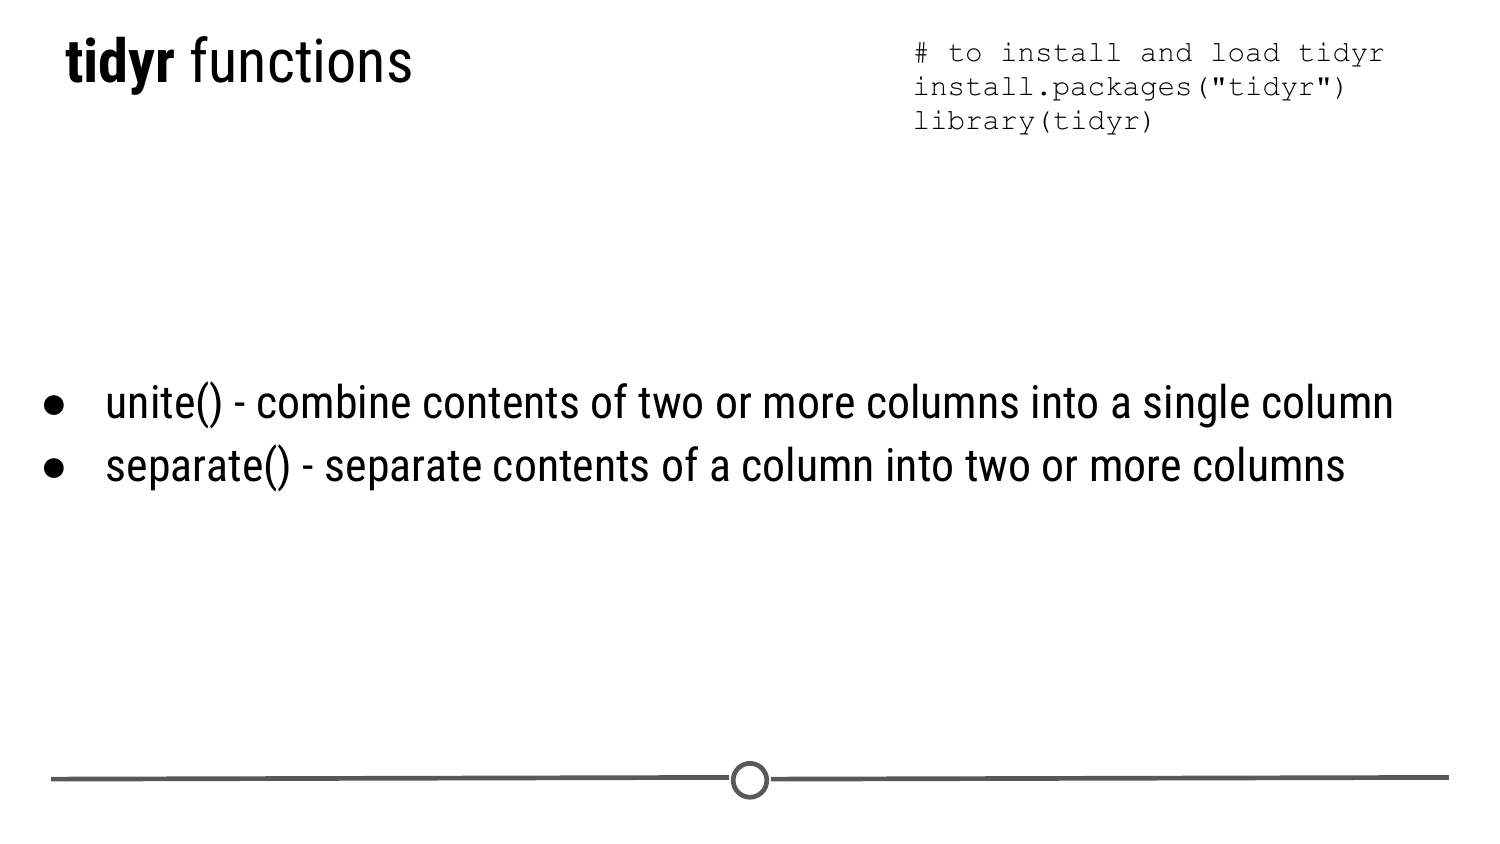 tidyr functions
# to install and load tidyr
install.packages("tidyr")
library(tidyr)
● unite() - combine contents of two or more columns into a single column
● separate() - separate contents of a column into two or more columns